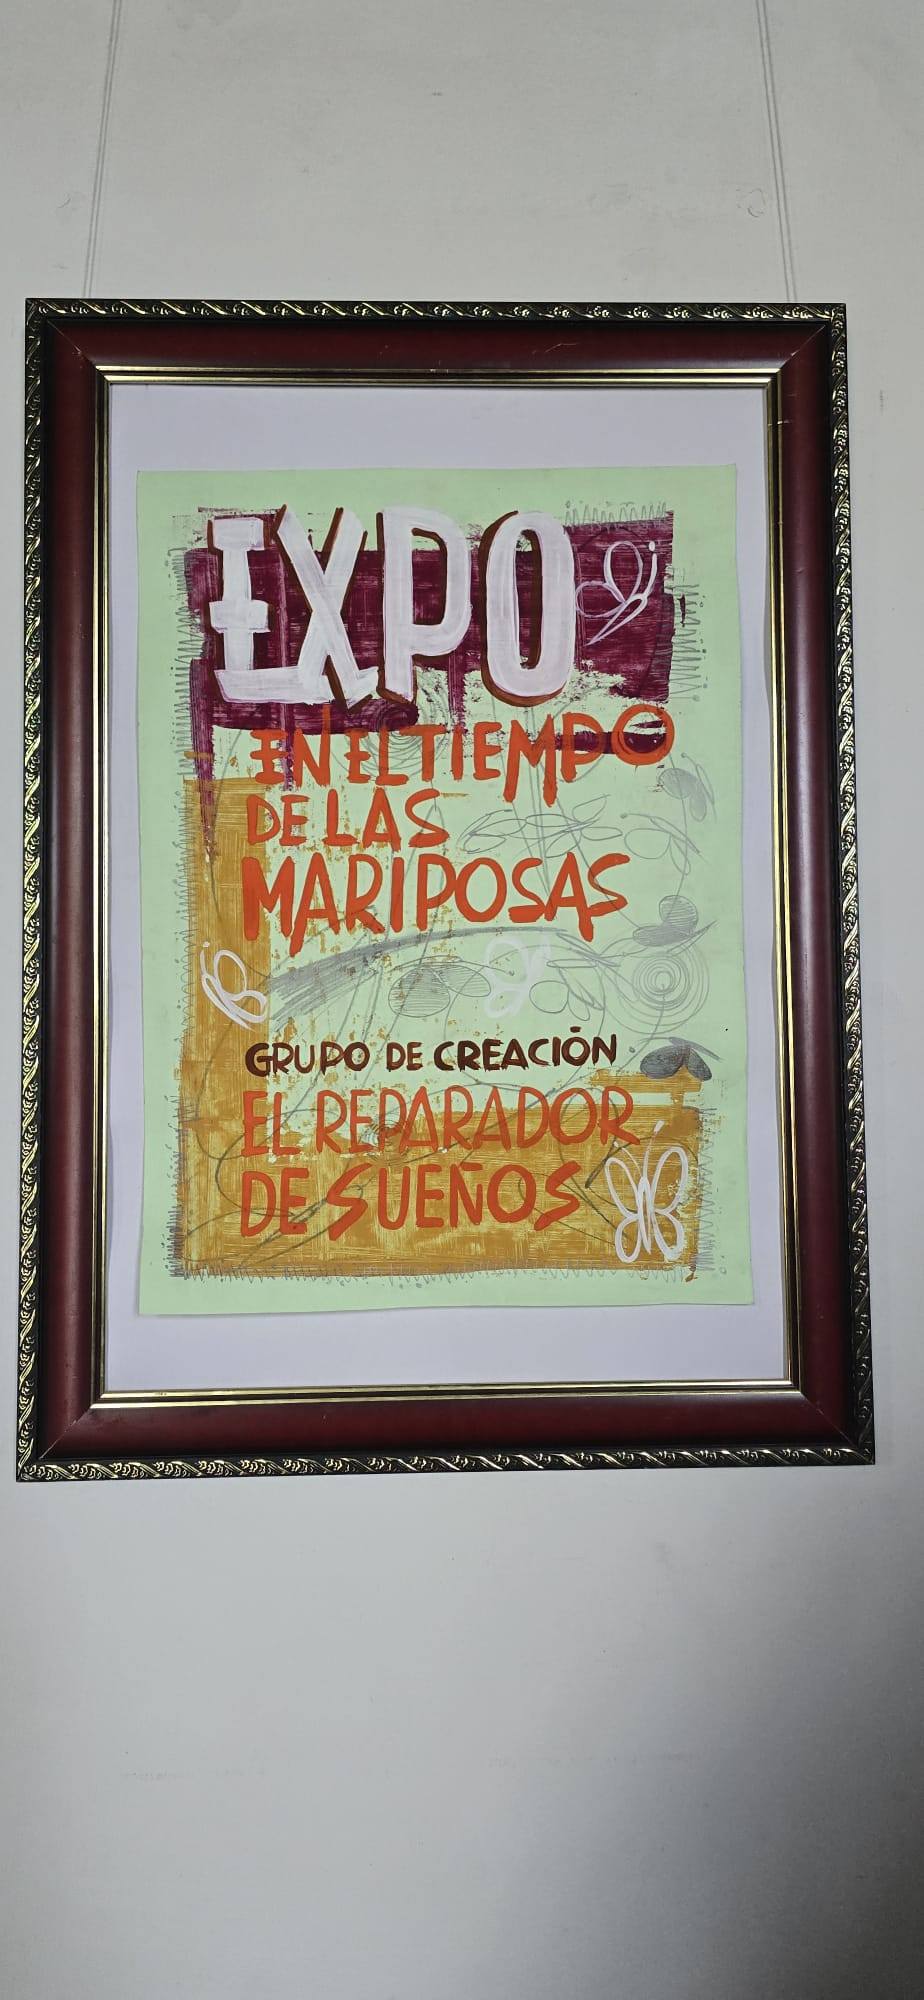 EXPO
EN EL TIEMPO
DE LAS
MARIPOSAS
GRUPO DE CREACIÓN
EL REPARADOR
DE SUEÑOS